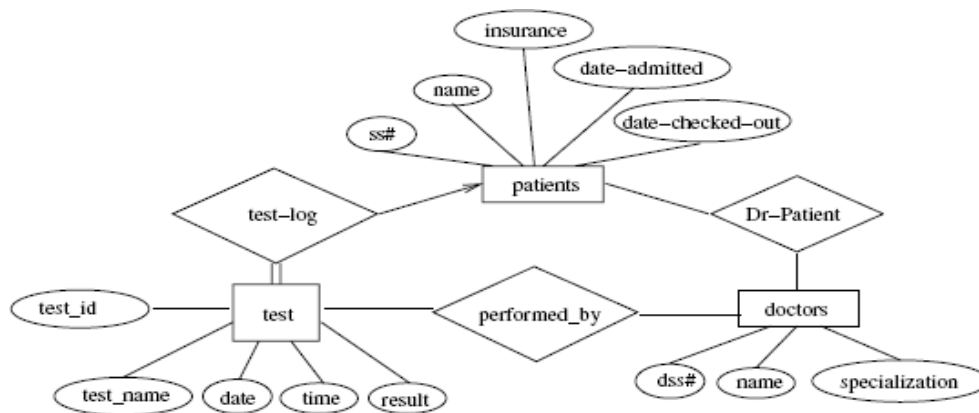 insurance
date-admitted
name
date-checked-out
ss#
patients
test-log
Dr-Patient
test_id
test
performed_by
doctors
test_name
date
time
result
dss#
name
specialization